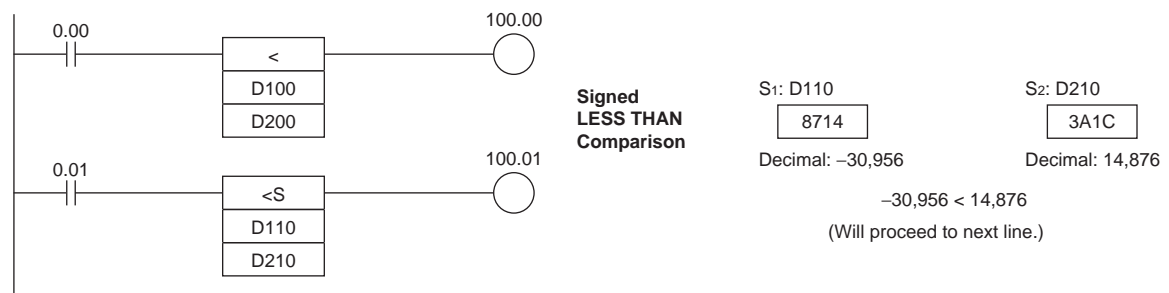 0.00
<
D100
D200
100.00
0.01
<S
D110
D210
100.01
Signed
LESS THAN
Comparison
S1: D110
8714
Decimal: −30,956
S2: D210
3A1C
Decimal: 14,876
−30,956 < 14,876
(Will proceed to next line.)